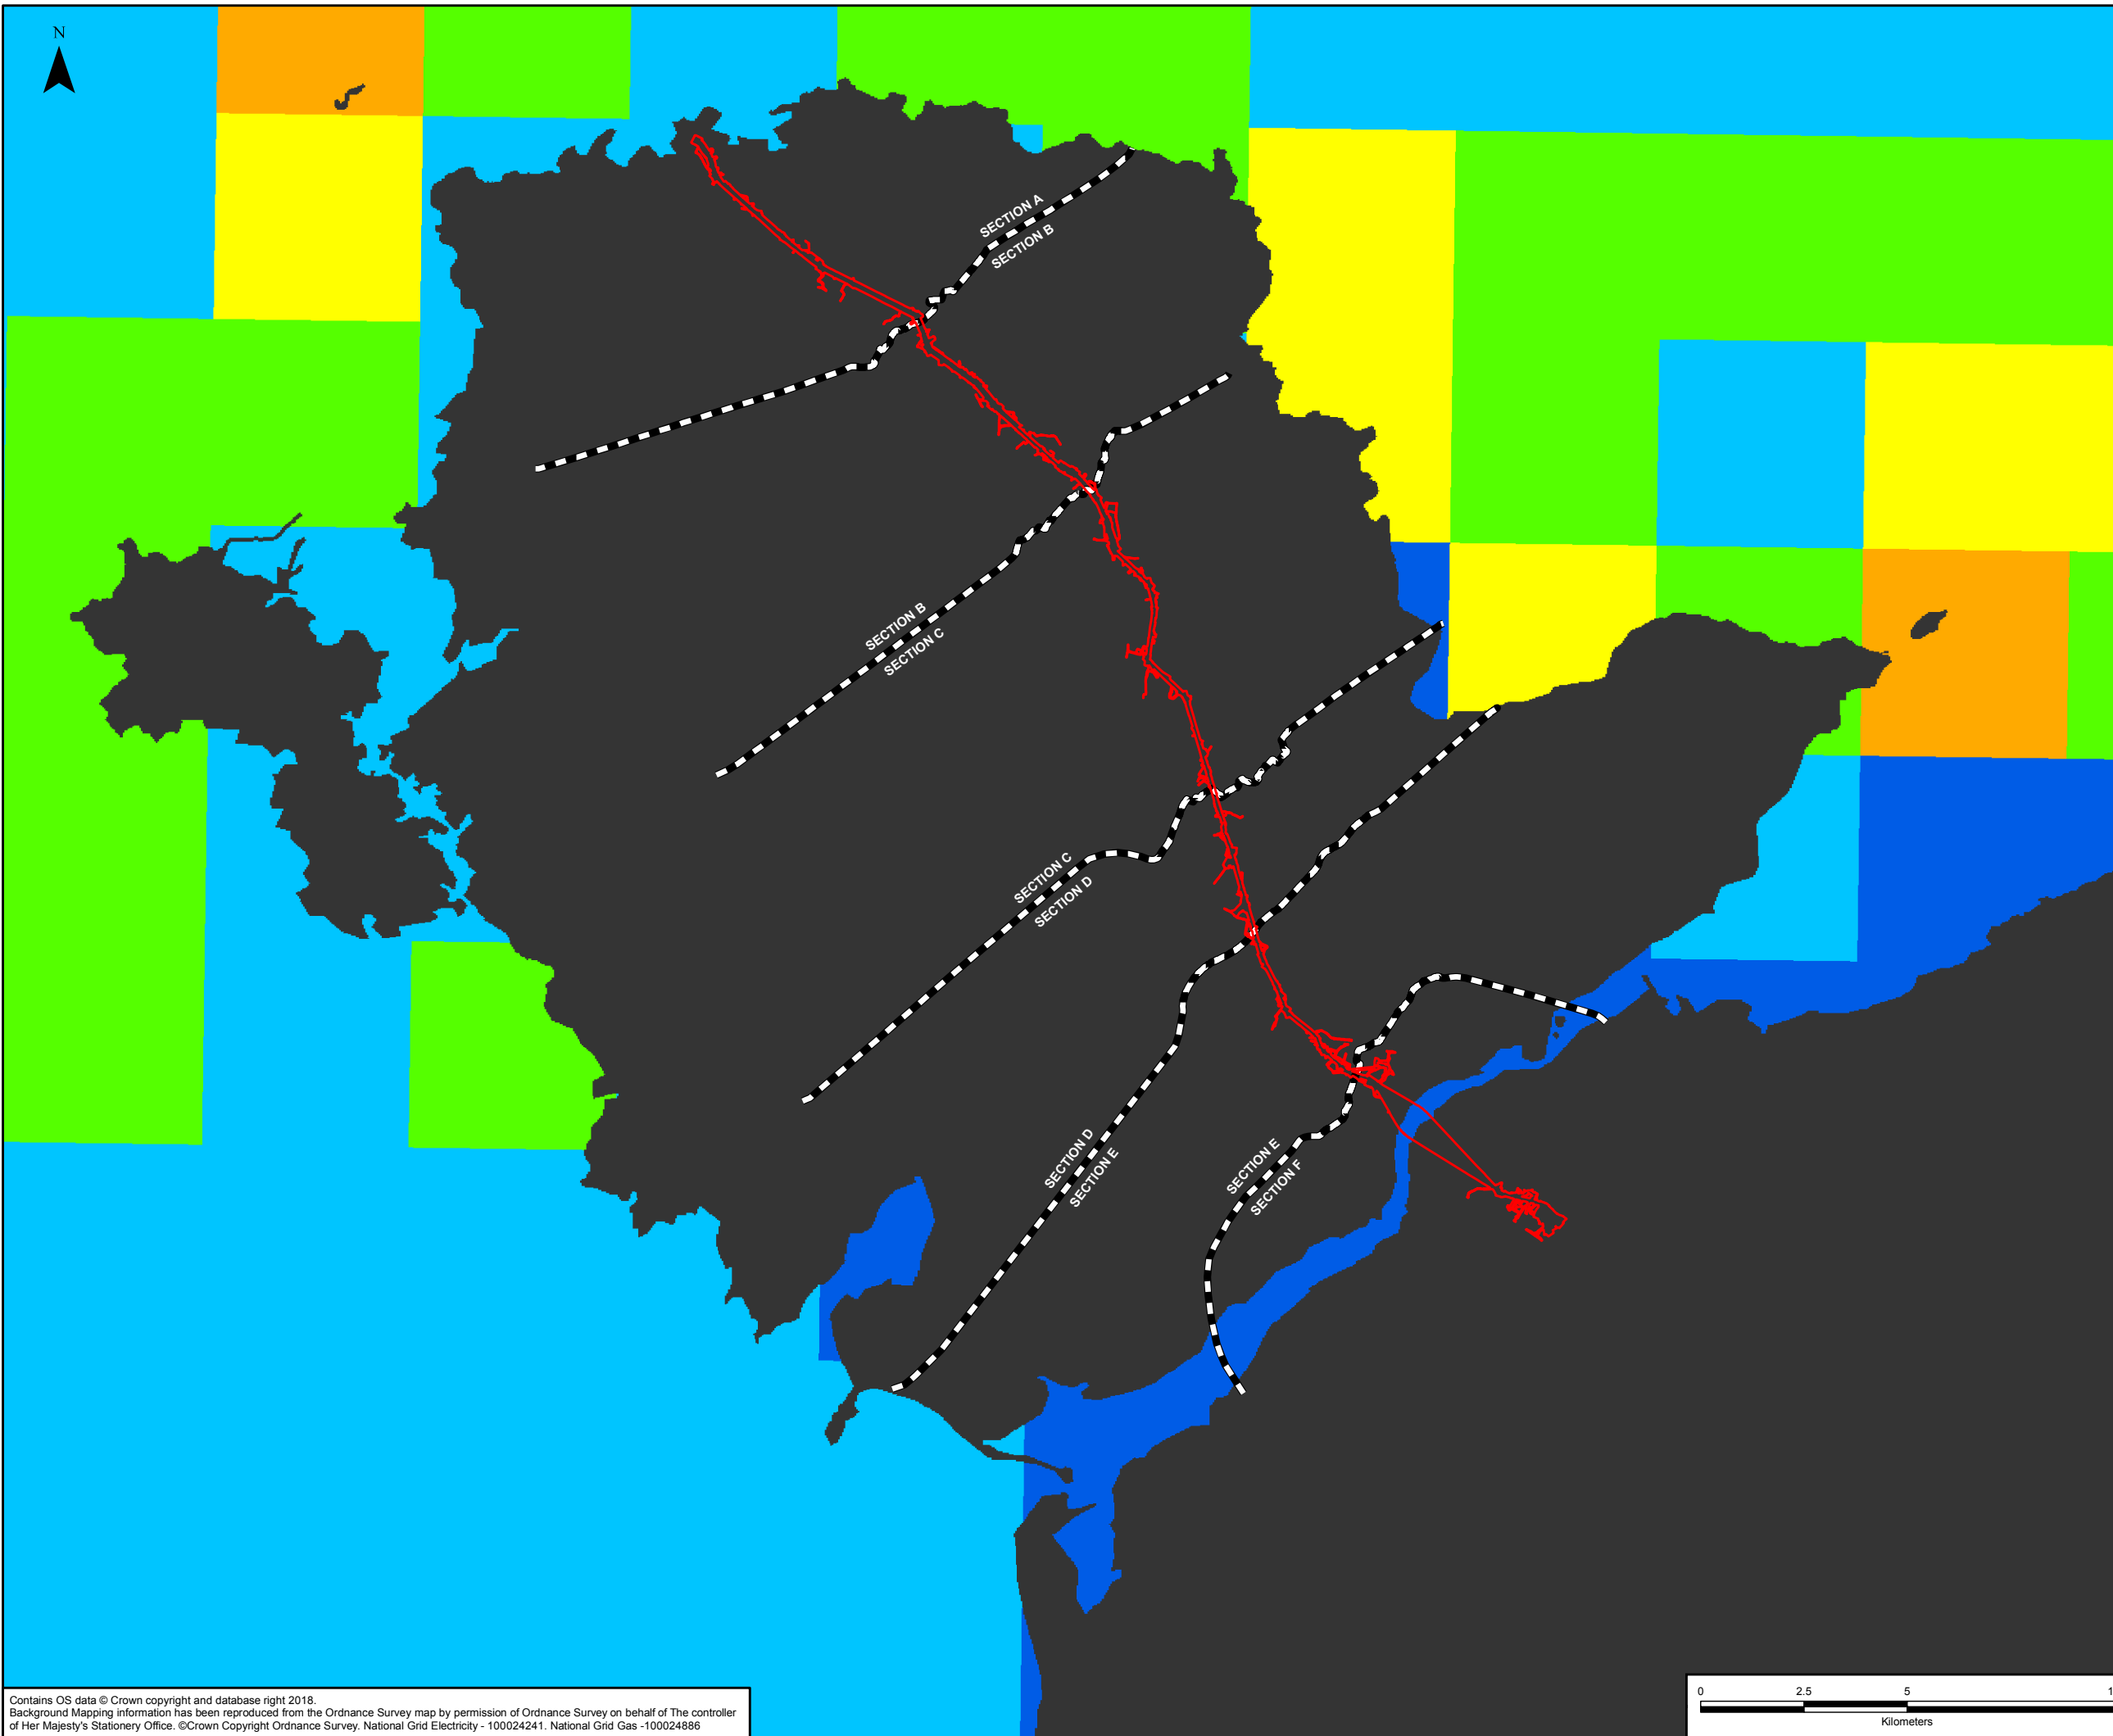 N
SECTION A
SECTION B
SECTION B
SECTION C
SECTION C
SECTION D
SECTION D
SECTION E
SECTION E
SECTION F
Contains OS data © Crown copyright and database right 2018.
Background Mapping information has been reproduced from the Ordnance Survey map by permission of Ordnance Survey on behalf of The controller
of Her Majesty's Stationery Office. ©Crown Copyright Ordnance Survey. National Grid Electricity - 100024241. National Grid Gas -100024886
0 2.5 5 1
Kilometers